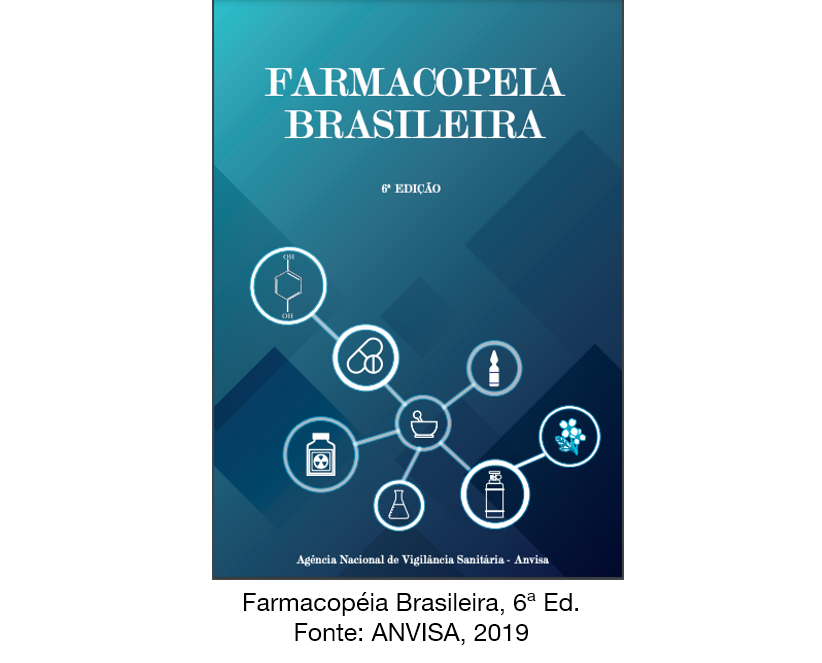 FARMACOPEIA
BRASILEIRA
6ª EDIÇÃO
OH
OH
Agência Nacional de Vigilância Sanitária - Anvisa
Farmacopéia Brasileira, 6ª Ed.
Fonte: ANVISA, 2019